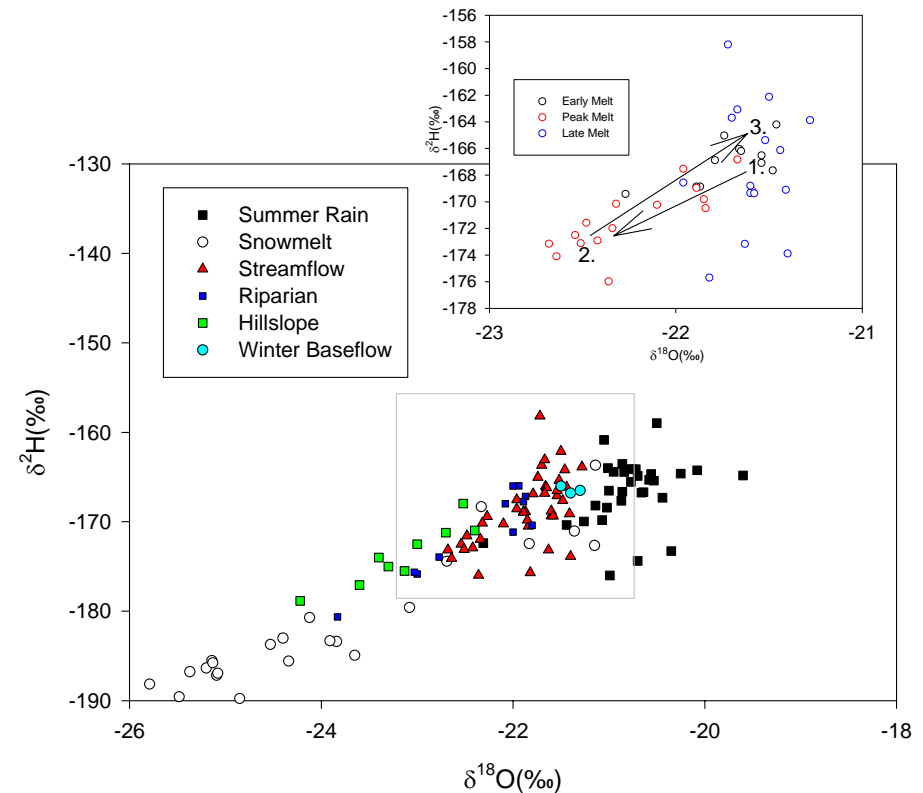 -156
-158
-160
-162
-164
-166
-168
-170
-172
-174
-176
-178
δ²H(‰)
Early Melt
Peak Melt
Late Melt
3.
1.
2.
-23
-22
-21
δ¹⁸O(‰)
-130
-140
-150
-160
-170
-180
-190
δ²H(‰)
Summer Rain
Snowmelt
Streamflow
Riparian
Hillslope
Winter Baseflow
-26
-24
-22
-20
-18
δ¹⁸O(‰)